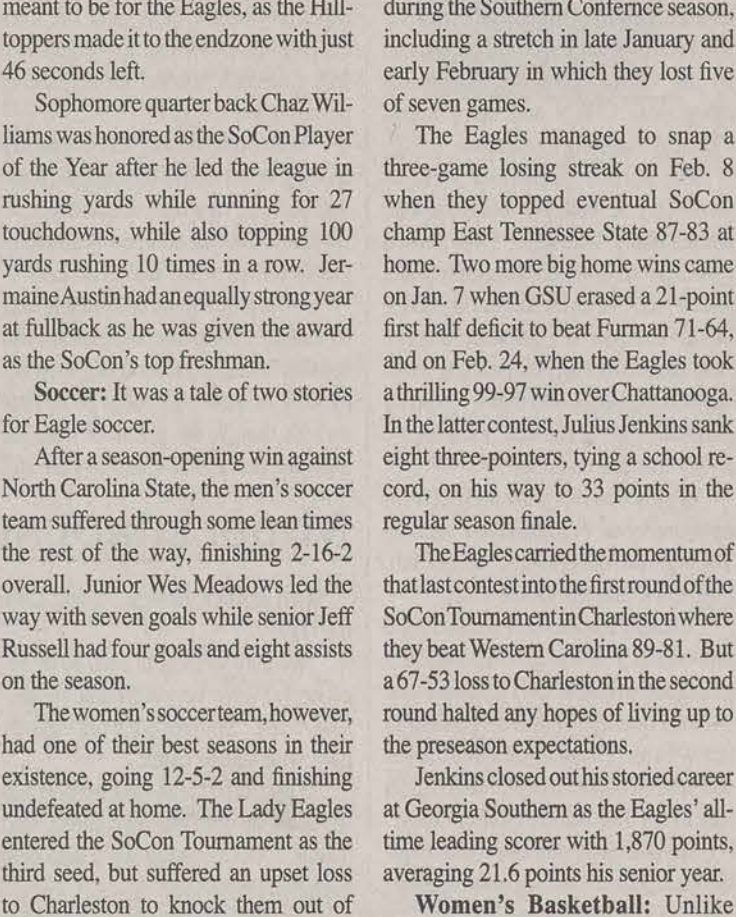 meant to be for the Eagles, as the Hill-
toppers made it to the endzone with just
46 seconds left.
Sophomore quarter back Chaz Wil-
liams was honored as the SoCon Player
of the Year after he led the league in
rushing yards while running for 27
touchdowns, while also topping 100
yards rushing 10 times in a row. Jer-
maine Austin had an equally strong year
at fullback as he was given the award
as the SoCon's top freshman.
Soccer: It was a tale of two stories
for Eagle soccer.
After a season-opening win against
North Carolina State, the men's soccer
team suffered through some lean times
the rest of the way, finishing 2-16-2
overall. Junior Wes Meadows led the
way with seven goals while senior Jeff
Russell had four goals and eight assists
on the season.
The women's soccer team, however,
had one of their best seasons in their
existence, going 12-5-2 and finishing
undefeated at home. The Lady Eagles
entered the SoCon Tournament as the
third seed, but suffered an upset loss
to Charleston to knock them out of
during the Southern Confernce season,
including a stretch in late January and
early February in which they lost five
of seven games.
The Eagles managed to snap a
three-game losing streak on Feb. 8
when they topped eventual SoCon
champ East Tennessee State 87-83 at
home. Two more big home wins came
on Jan. 7 when GSU erased a 21-point
first half deficit to beat Furman 71-64,
and on Feb. 24, when the Eagles took
a thrilling 99-97 win over Chattanooga.
In the latter contest, Julius Jenkins sank
eight three-pointers, tying a school re-
cord, on his way to 33 points in the
regular season finale.
The Eagles carried the momentum of
that last contest into the first round of the
SoCon Tournament in Charleston where
they beat Western Carolina 89-81. But
a 67-53 loss to Charleston in the second
round halted any hopes of living up to
the preseason expectations.
Jenkins closed out his storied career
at Georgia Southern as the Eagles' all-
time leading scorer with 1,870 points,
averaging 21.6 points his senior year.
Women's Basketball: Unlike